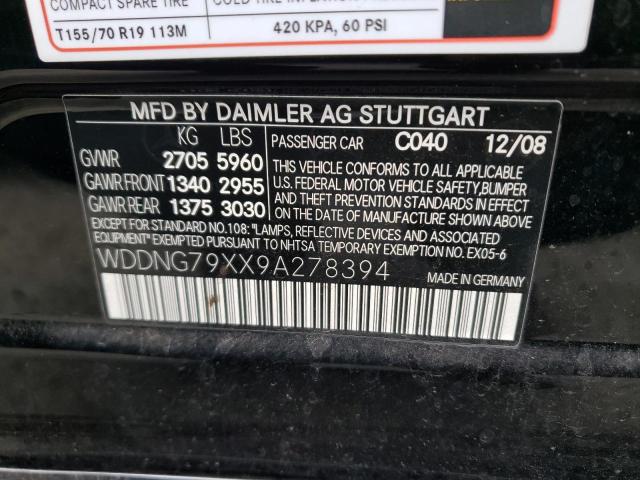 COMPACT SPARE TIRE
T155/70 R19 113M 420 KPA, 60 PSI
MFD BY DAIMLER AG STUTTGART
KG LBS PASSENGER CAR C040 12/08
GVWR 2705 5960 THIS VEHICLE CONFORMS TO ALL APPLICABLE
GAWR FRONT 1340 2955 U.S. FEDERAL MOTOR VEHICLE SAFETY, BUMPER
AND THEFT PREVENTION STANDARDS IN EFFECT
GAWR REAR 1375 3030 ON THE DATE OF MANUFACTURE SHOWN ABOVE.
EXCEPT FOR STANDARD NO. 108: "LAMPS, REFLECTIVE DEVICES AND ASSOCIATED
EQUIPMENT EXEMPTED PURSUANT TO NHTSA TEMPORARY EXEMPTION NO. EX05-6
WDDNG79XX9A278394